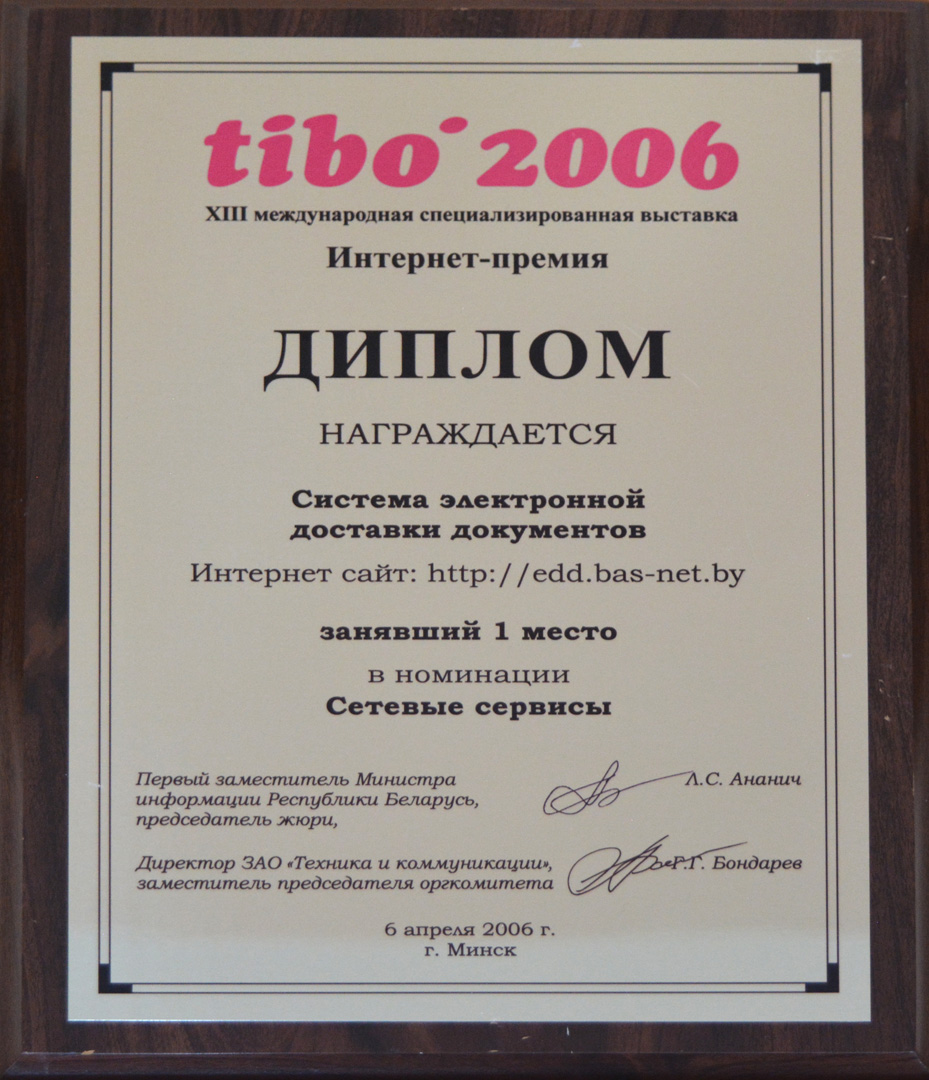 tibo' 2006
XIII международная специализированная выставка
Интернет-премия
ДИПЛОМ
НАГРАЖДАЕТСЯ
Система электронной
доставки документов
Интернет сайт: http://edd.bas-net.by
занявший 1 место
в номинации
Сетевые сервисы
Первый заместитель Министра
информации Республики Беларусь,
председатель жюри,
Л.С. Ананич
Директор ЗАО «Техника и коммуникации»,
заместитель председателя оргкомитета
Г.Г. Бондарев
6 апреля 2006 г.
г. Минск